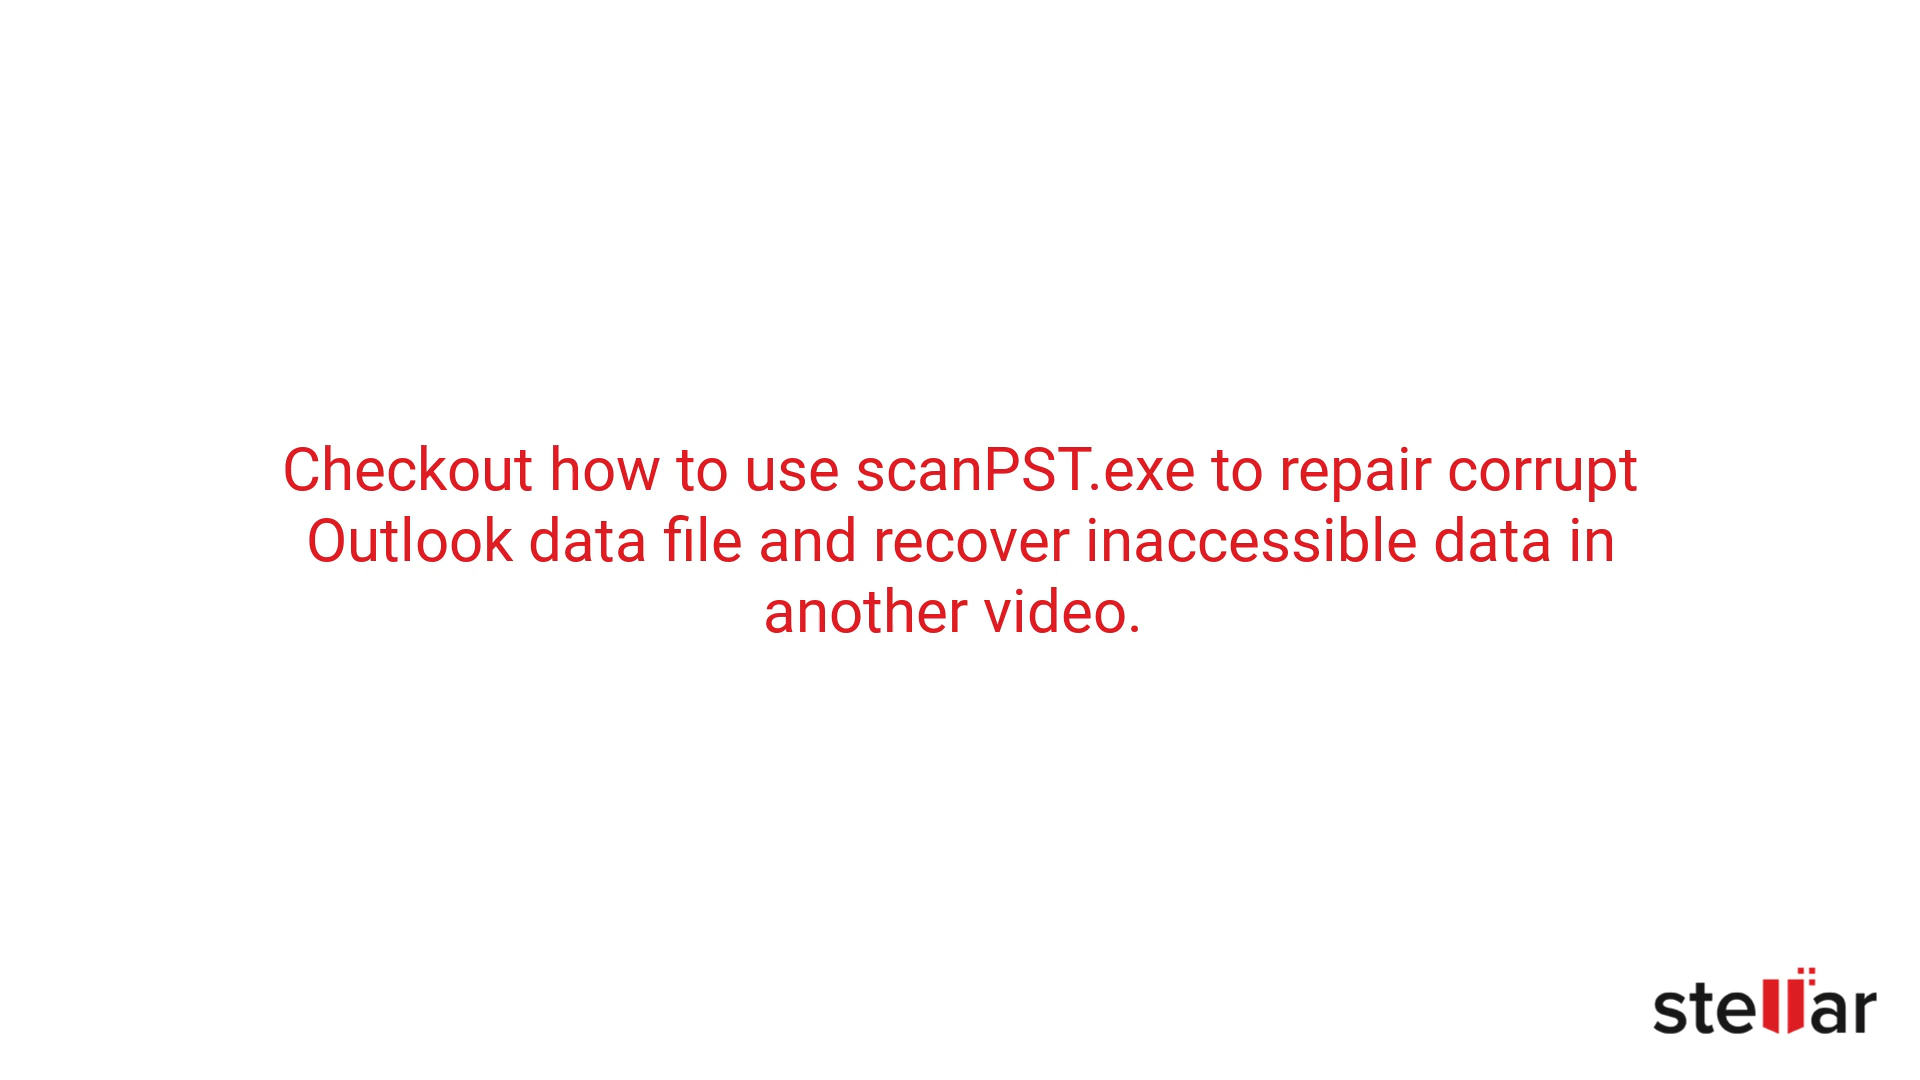 Checkout how to use scanPST.exe to repair corrupt
Outlook data file and recover inaccessible data in
another video.
stellar